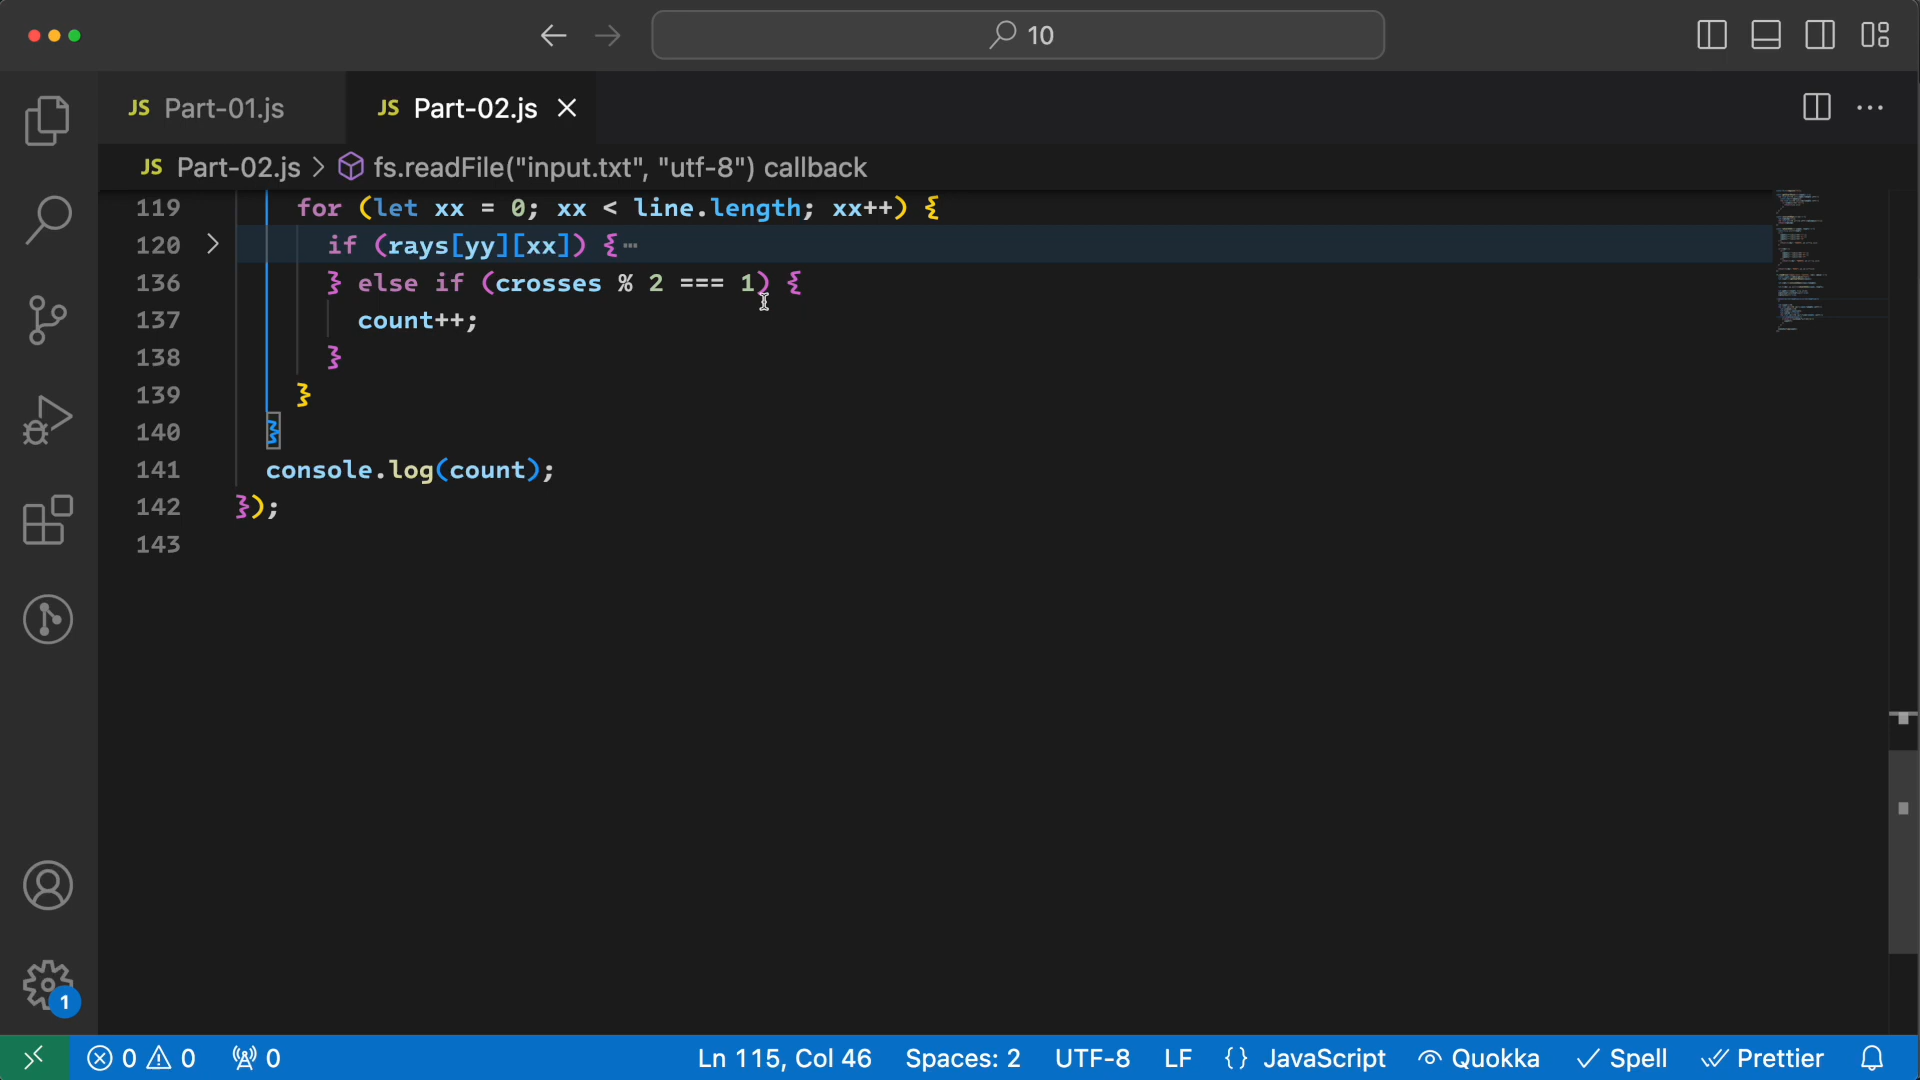 10
JS Part-01.js
JS Part-02.js
JS Part-02.js > fs.readFile("input.txt", "utf-8") callback
119 for (let xx = 0; xx < line.length; xx++) {
120 if (rays[yy][xx]) {⋯
136 } else if (crosses % 2 === 1) {
137 count++;
138 }
139 }
140 }
141 console.log(count);
142 });
143
1
0 0 0 Ln 115, Col 46 Spaces: 2 UTF-8 LF {} JavaScript Quokka Spell Prettier